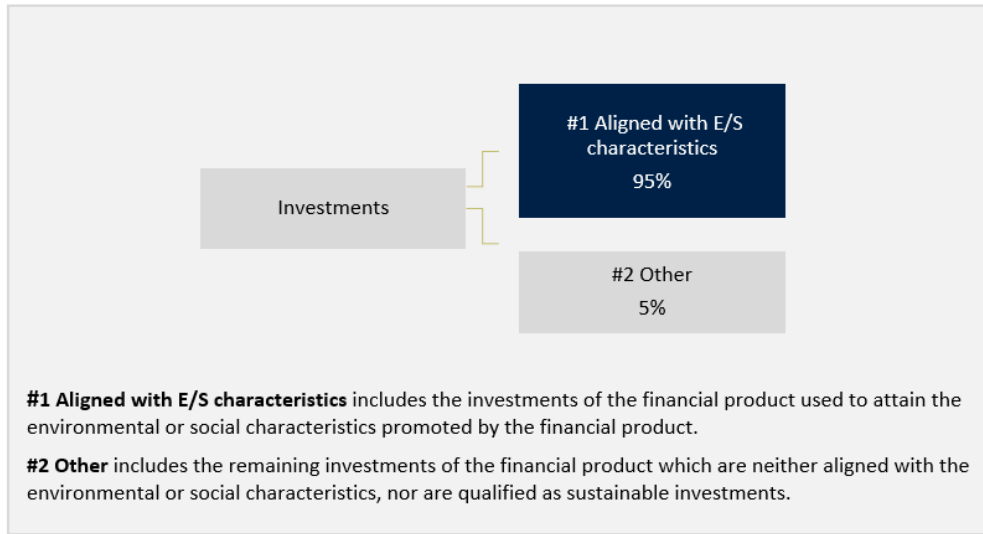 #1 Aligned with E/S
characteristics
95%
Investments
#2 Other
5%
#1 Aligned with E/S characteristics includes the investments of the financial product used to attain the
environmental or social characteristics promoted by the financial product.
#2 Other includes the remaining investments of the financial product which are neither aligned with the
environmental or social characteristics, nor are qualified as sustainable investments.